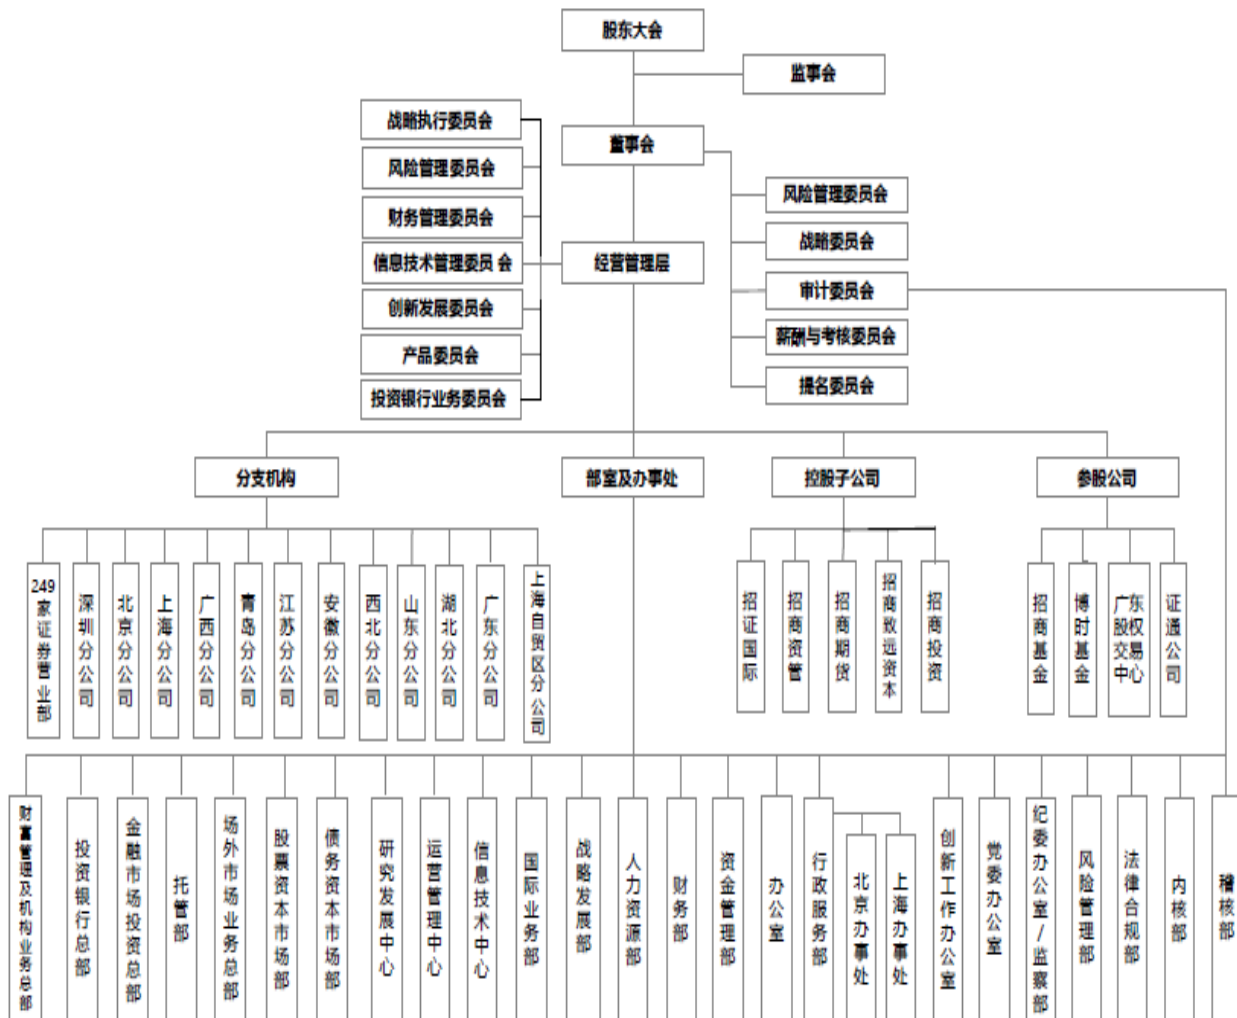 股东大会
监事会
战略执行委员会
董事会
风险管理委员会
风险管理委员会
财务管理委员会
战略委员会
信息技术管理委员 会
经营管理层
审计委员会
创新发展委员会
薪酬与考核委员会
产品委员会
提名委员会
投资银行业务委员会
分支机构
部室及办事处
控股子公司
参股公司
249家证券营业部
深圳分公司
北京分公司
上海分公司
广西分公司
青岛分公司
江苏分公司
安徽分公司
西北分公司
山东分公司
湖北分公司
广东分公司
上海自贸区分公司
招证国际
招商资管
招商期货
招商致远资本
招商投资
招商基金
博时基金
广东股权交易中心
证通公司
财富管理及机构业务总部
投资银行总部
金融市场投资总部
托管部
场外市场业务总部
股票资本市场部
债务资本市场部
研究发展中心
运营管理中心
信息技术中心
国际业务部
战略发展部
人力资源部
财务部
资金管理部
办公室
行政服务部
北京办事处
上海办事处
创新工作办公室
党委办公室
纪委办公室/监察部
风险管理部
法律合规部
内核部
稽核部